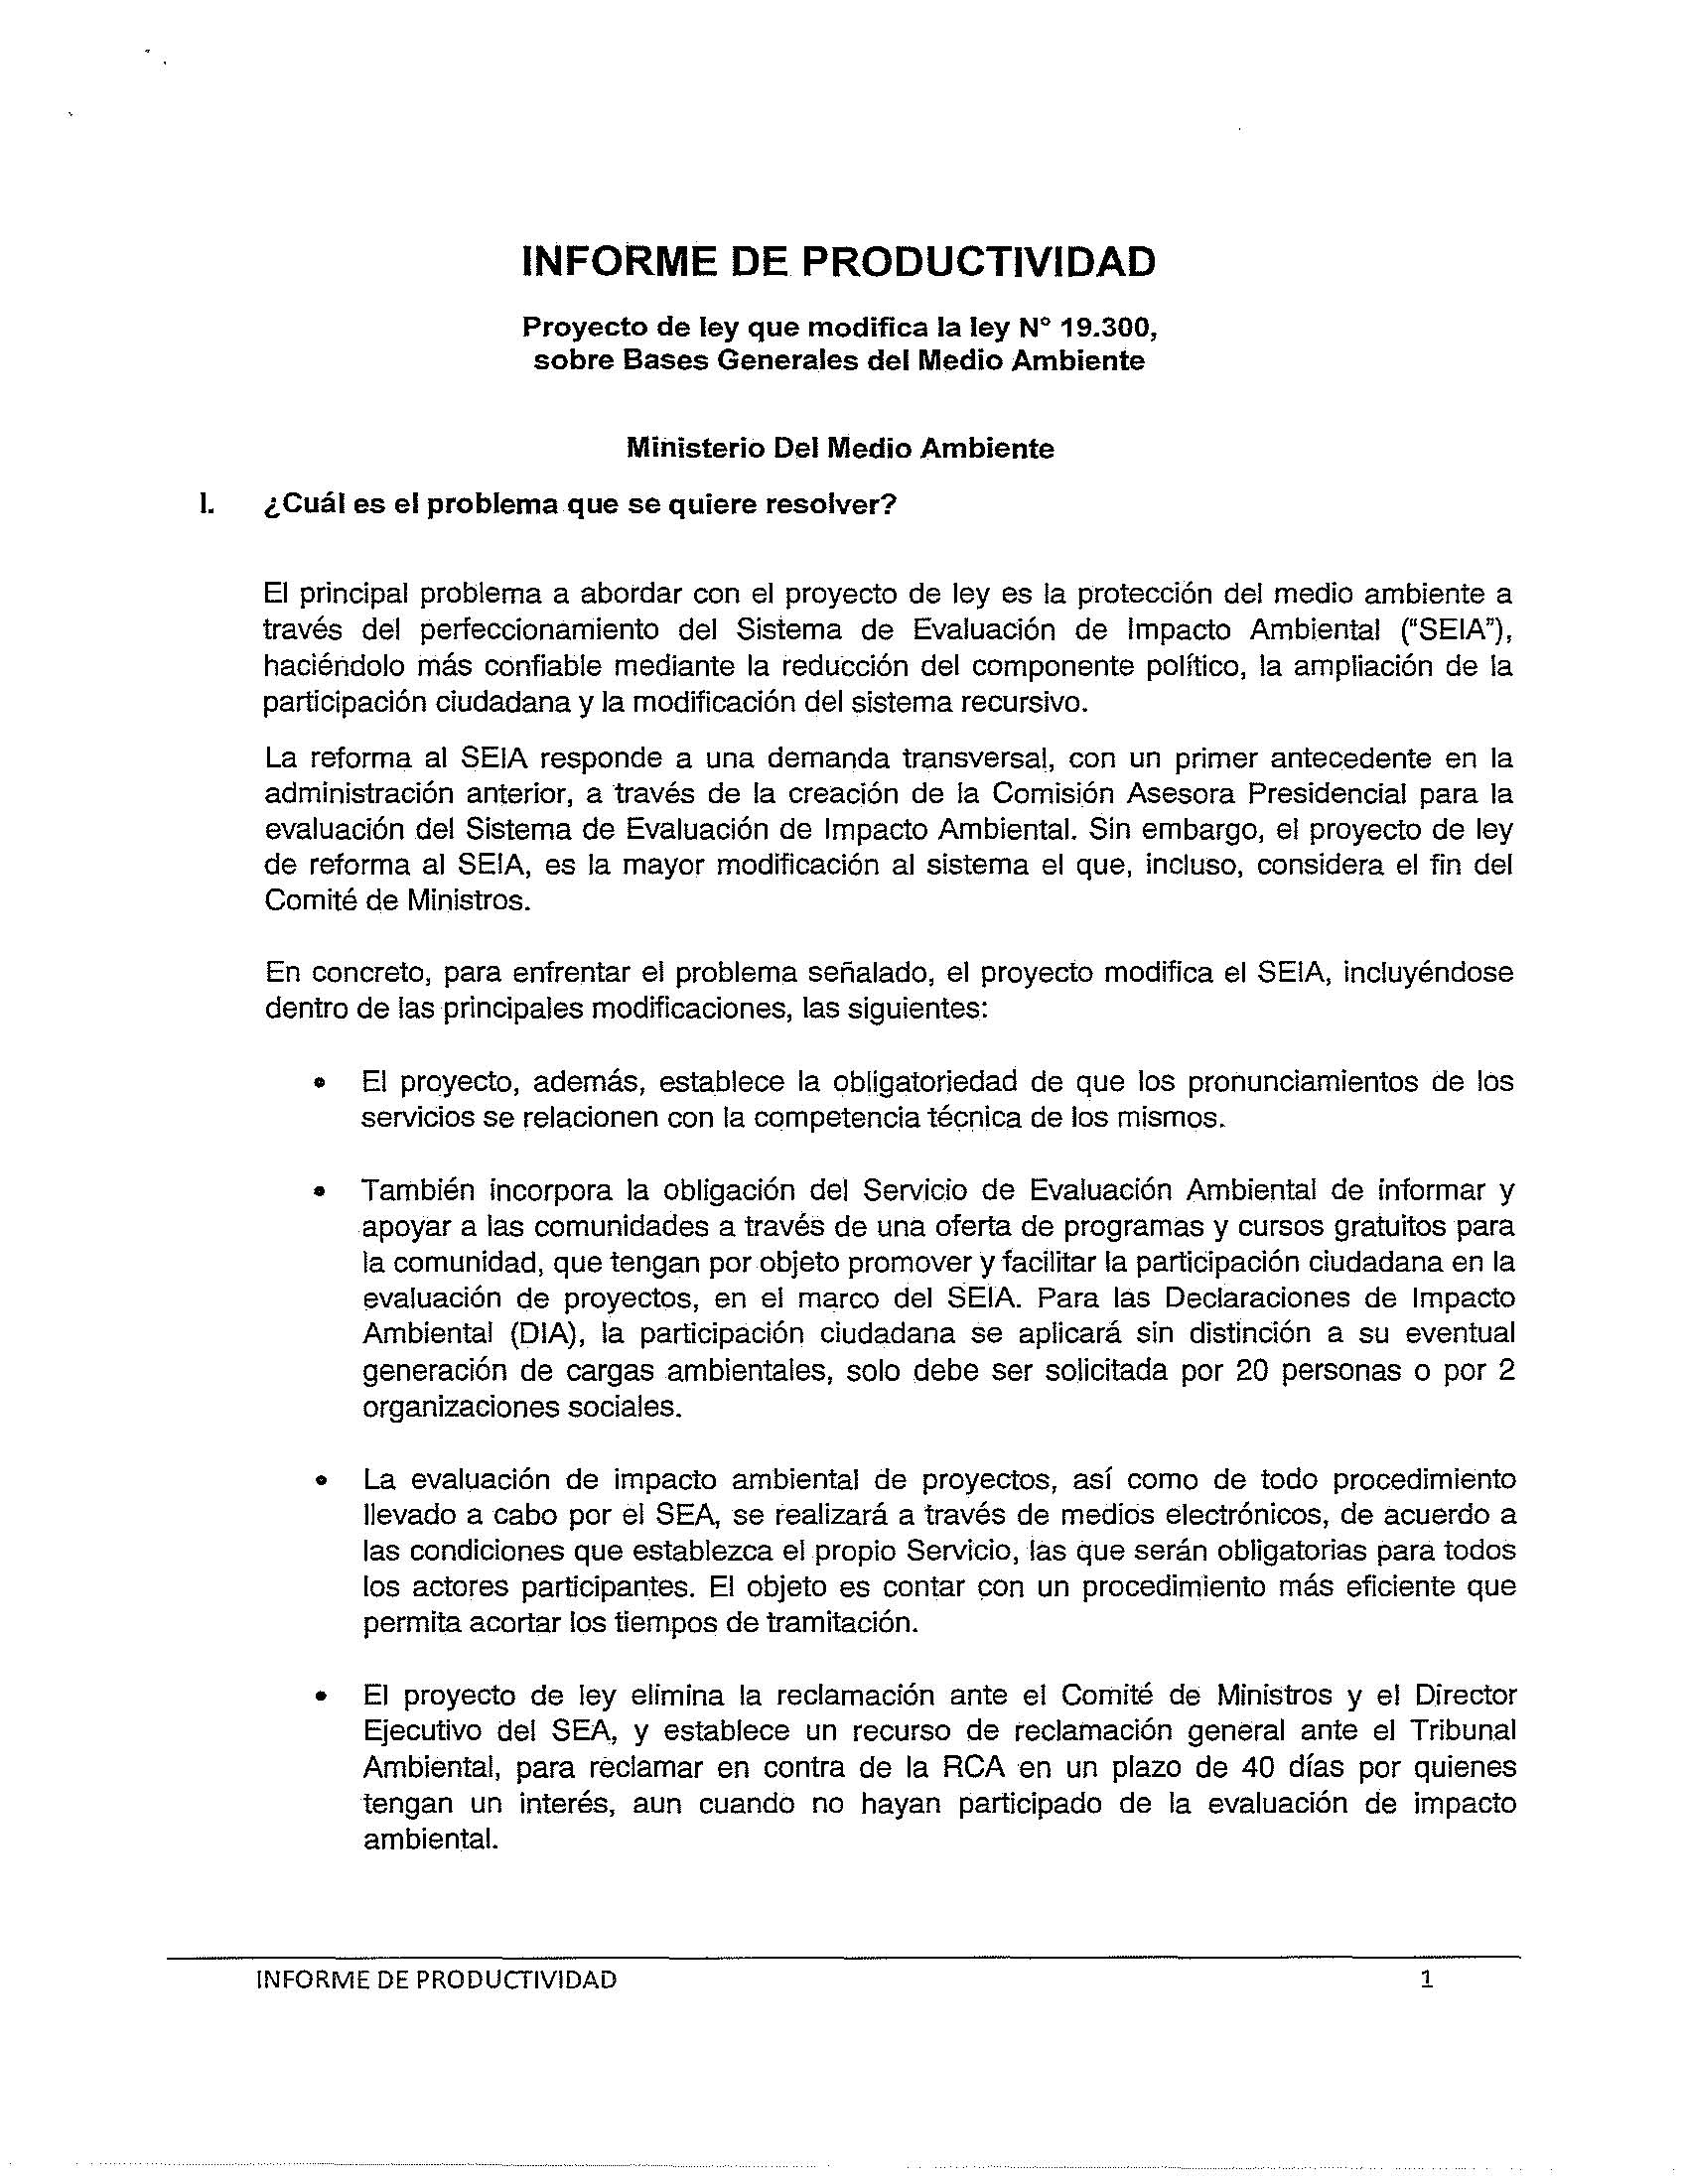 INFORME DE PRODUCTIVIDAD
Proyecto de ley que modifica la ley N° 19.300,
sobre Bases Generales del Medio Ambiente
Ministerio Del Medio Ambiente
I. ¿Cuál es el problema que se quiere resolver?
El principal problema a abordar con el proyecto de ley es la protección del medio ambiente a
través del perfeccionamiento del Sistema de Evaluación de Impacto Ambiental ("SEIA"),
haciéndolo más confiable mediante la reducción del componente político, la ampliación de la
participación ciudadana y la modificación del sistema recursivo.
La reforma al SEIA responde a una demanda transversal, con un primer antecedente en la
administración anterior, a través de la creación de la Comisión Asesora Presidencial para la
evaluación del Sistema de Evaluación de Impacto Ambiental. Sin embargo, el proyecto de ley
de reforma al SEIA, es la mayor modificación al sistema el que, incluso, considera el fin del
Comité de Ministros.
En concreto, para enfrentar el problema señalado, el proyecto modifica el SEIA, incluyéndose
dentro de las principales modificaciones, las siguientes:
• El proyecto, además, establece la obligatoriedad de que los pronunciamientos de los
servicios se relacionen con la competencia técnica de los mismos.
• También incorpora la obligación del Servicio de Evaluación Ambiental de informar y
apoyar a las comunidades a través de una oferta de programas y cursos gratuitos para
la comunidad, que tengan por objeto promover y facilitar la participación ciudadana en la
evaluación de proyectos, en el marco del SEIA. Para las Declaraciones de Impacto
Ambiental (DIA), la participación ciudadana se aplicará sin distinción a su eventual
generación de cargas ambientales, solo debe ser solicitada por 20 personas o por 2
organizaciones sociales.
• La evaluación de impacto ambiental de proyectos, así como de todo procedimiento
llevado a cabo por el SEA, se realizará a través de medios electrónicos, de acuerdo a
las condiciones que establezca el propio Servicio, las que serán obligatorias para todos
los actores participantes. El objeto es contar con un procedimiento más eficiente que
permita acortar los tiempos de tramitación.
• El proyecto de ley elimina la reclamación ante el Comité de Ministros y el Director
Ejecutivo del SEA, y establece un recurso de reclamación general ante el Tribunal
Ambiental, para reclamar en contra de la RCA en un plazo de 40 días por quienes
tengan un interés, aun cuando no hayan participado de la evaluación de impacto
ambiental.
INFORME DE PRODUCTIVIDAD 1